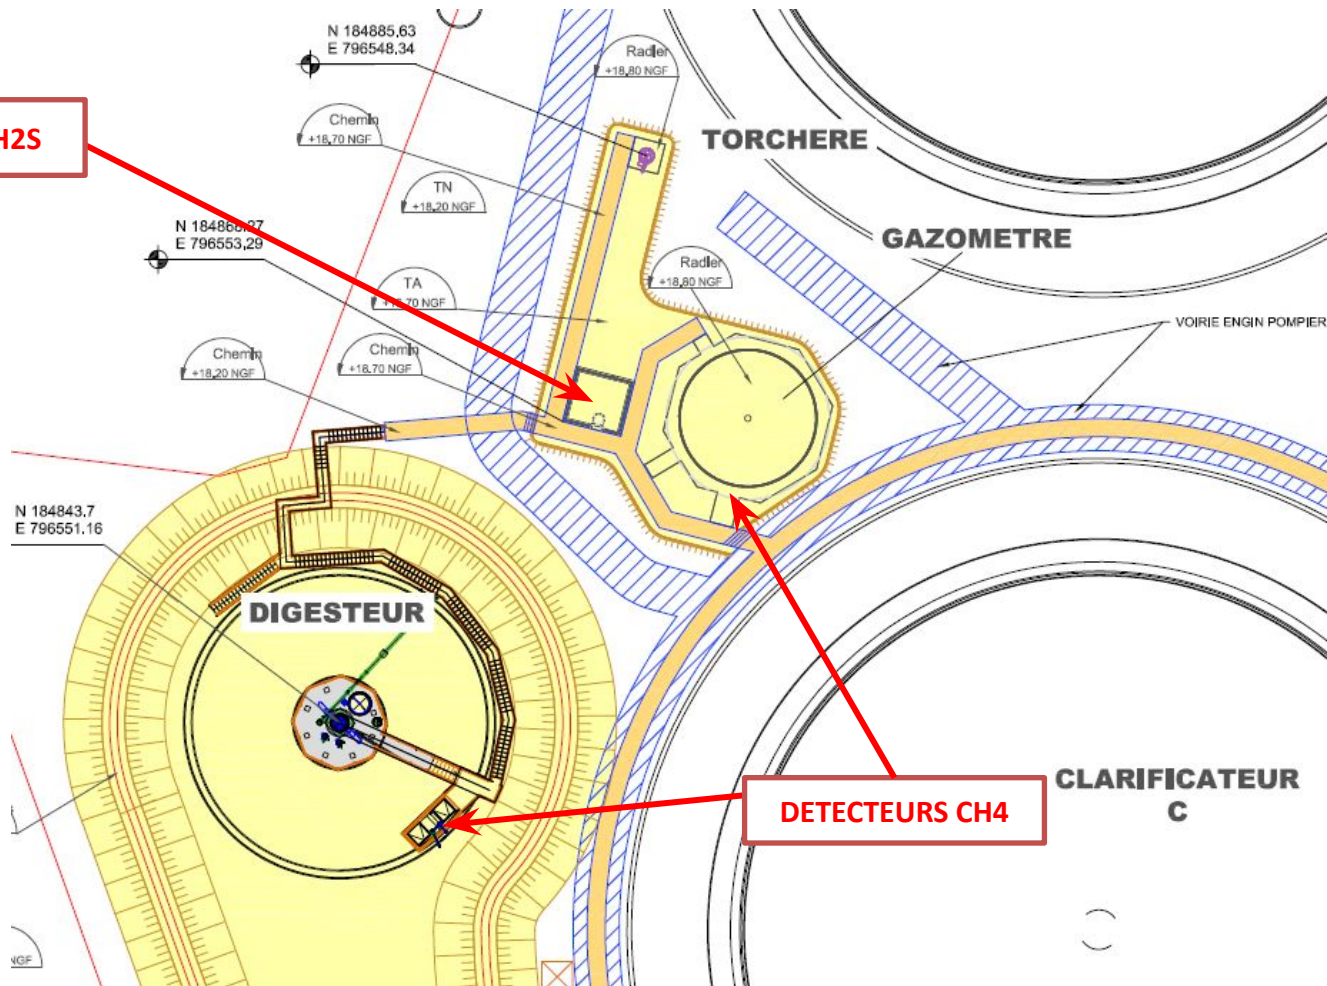 N 184885,63
E 796548.34
Radier
+18,80 NGF
H2S
Chemin
+18.70 NGF
TORCHERE
TN
+18,20 NGF
E 796553,29
GAZOMETRE
Radier
+18,80 NGF
TA
VOIRIE ENGIN POMPIER
Chemin
+18.20 NGF
Chemin
+18.70 NGF
N 184843.7
E 796551.16
DIGESTEUR
DETECTEURS CH4
CLARIFICATEUR
C
NGF